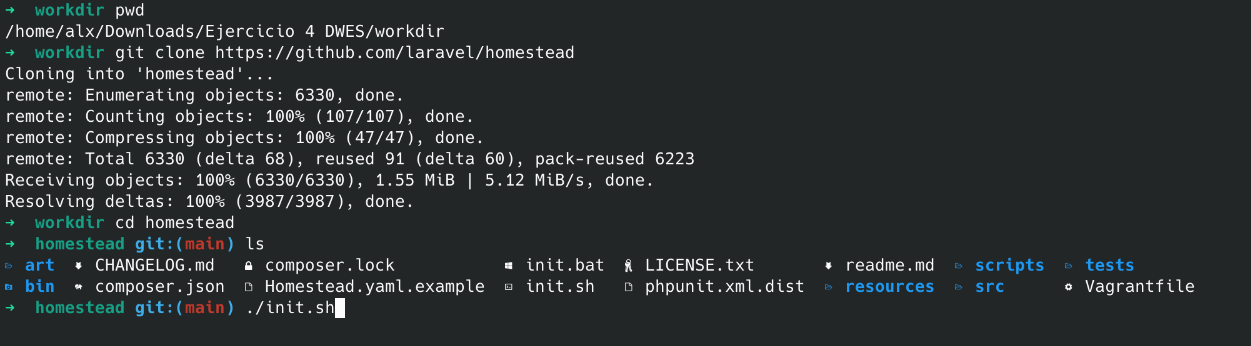 → workdir pwd
/home/alx/Downloads/Ejercicio 4 DWES/workdir
→ workdir git clone https://github.com/laravel/homestead
Cloning into 'homestead'...
remote: Enumerating objects: 6330, done.
remote: Counting objects: 100% (107/107), done.
remote: Compressing objects: 100% (47/47), done.
remote: Total 6330 (delta 68), reused 91 (delta 60), pack-reused 6223
Receiving objects: 100% (6330/6330), 1.55 MiB | 5.12 MiB/s, done.
Resolving deltas: 100% (3987/3987), done.
→ workdir cd homestead
→ homestead git:(main) ls
art CHANGELOG.md composer.lock init.bat LICENSE.txt readme.md scripts tests
bin composer.json Homestead.yaml.example init.sh phpunit.xml.dist resources src Vagrantfile
→ homestead git:(main) ./init.sh